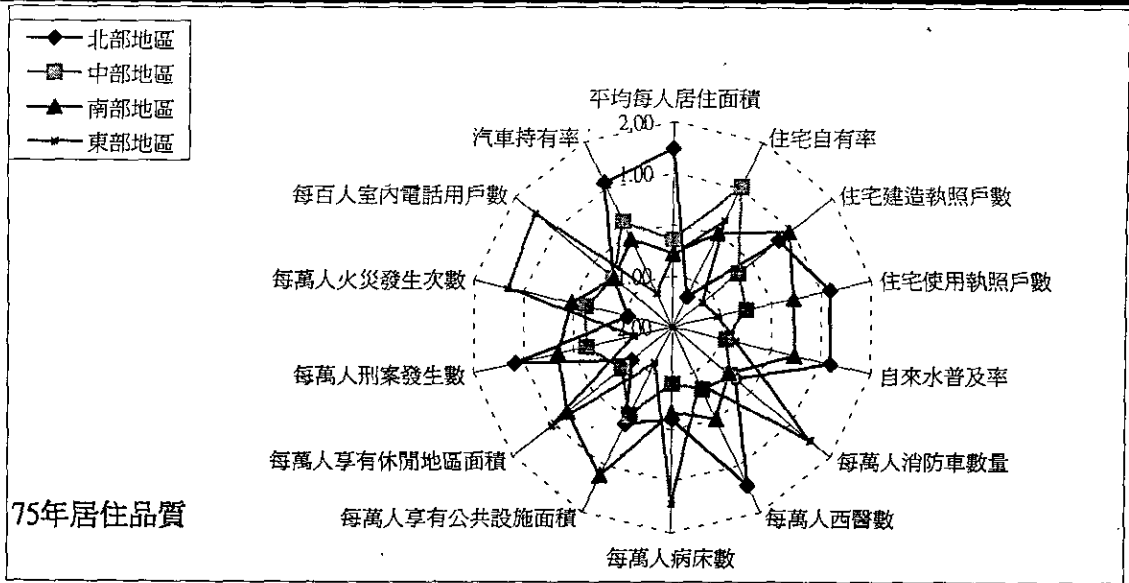 北部地區
中部地區
南部地區
東部地區
平均每人居住面積
住宅自有率
住宅建造執照戶數
住宅使用執照戶數
自來水普及率
每萬人消防車數量
每萬人西醫數
每萬人病床數
每萬人享有公共設施面積
每萬人享有休閒地區面積
每萬人刑案發生數
每萬人火災發生次數
每百人室內電話用戶數
汽車持有率
2.00
1.00
75年居住品質